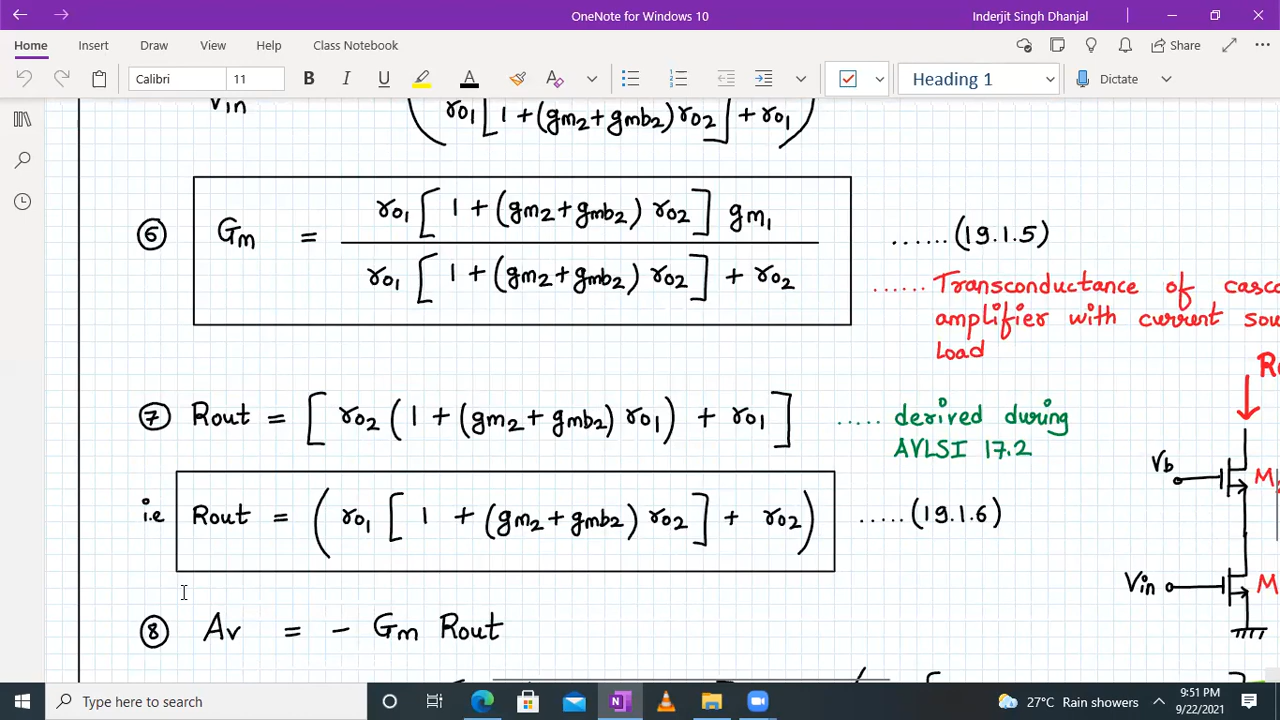 OneNote for Windows 10
Inderjit Singh Dhanjal
Home Insert Draw View Help Class Notebook Share
Calibri 11 B I U A Heading 1 Dictate
Vin
(ro1[1+(gm2+gmb2)ro2]+ro1)
⑥ Gm = ro1[1+(gm2+gmb2)ro2] gm1 ......(19.1.5)
ro1[1+(gm2+gmb2)ro2] + ro2
...... Transconductance of casc
amplifier with current sou
load
R
⑦ Rout = [ro2(1+(gm2+gmb2)ro1) + ro1] ..... derived during
AVLSI 17.2
Vb M2
i.e Rout = (ro1[1 + (gm2+gmb2)ro2] + ro2) .....(19.1.6)
Vin M
⑧ Av = - Gm Rout
Type here to search
27°C Rain showers
9:51 PM
9/22/2021